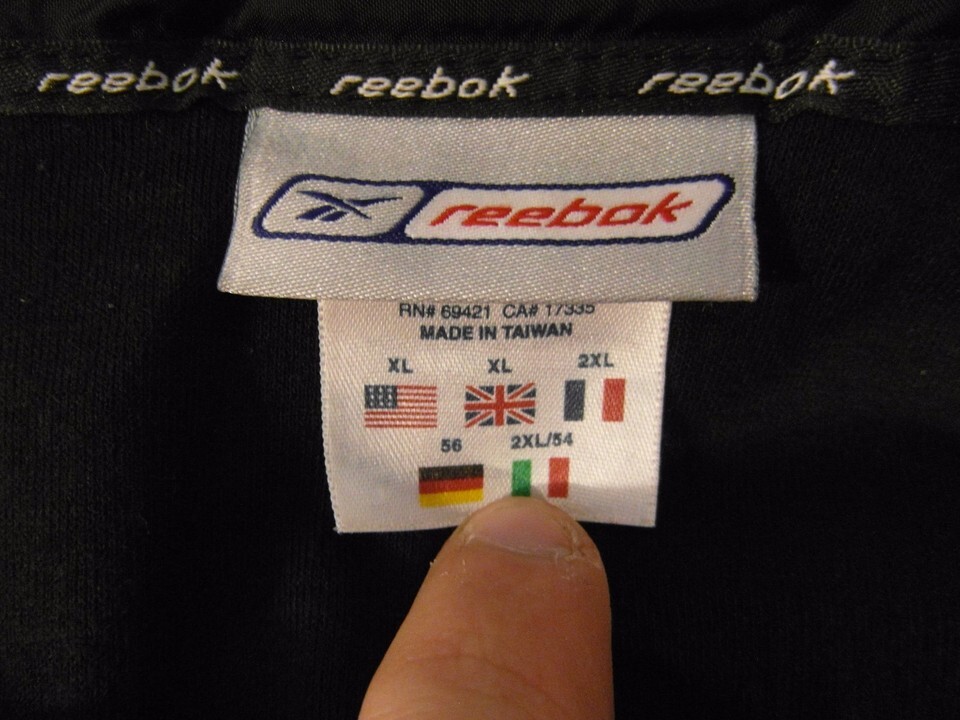 reebok reebok reebok
reebok
RN# 69421 CA# 17335
MADE IN TAIWAN
XL XL 2XL
56 2XL/54